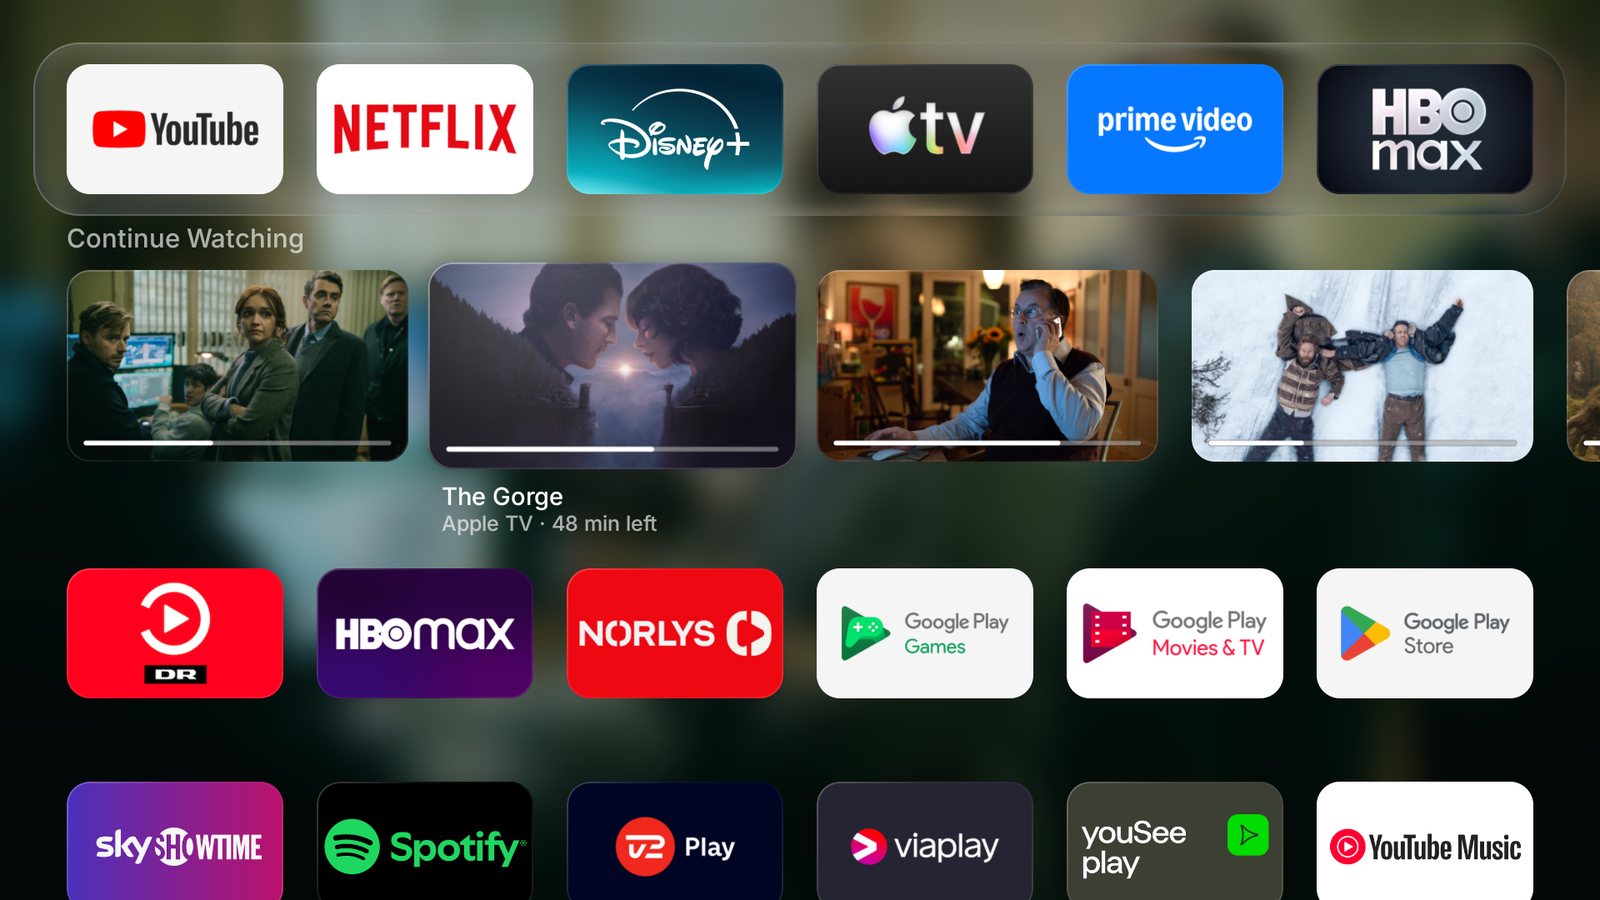 YouTube
NETFLIX
Disney+
tv
prime video
HBO
max
Continue Watching
The Gorge
Apple TV · 48 min left
DR
HBOmax
NORLYS
Google Play
Games
Google Play
Movies & TV
Google Play
Store
sky SHOWTIME
Spotify®
2 Play
viaplay
youSee
play
YouTube Music